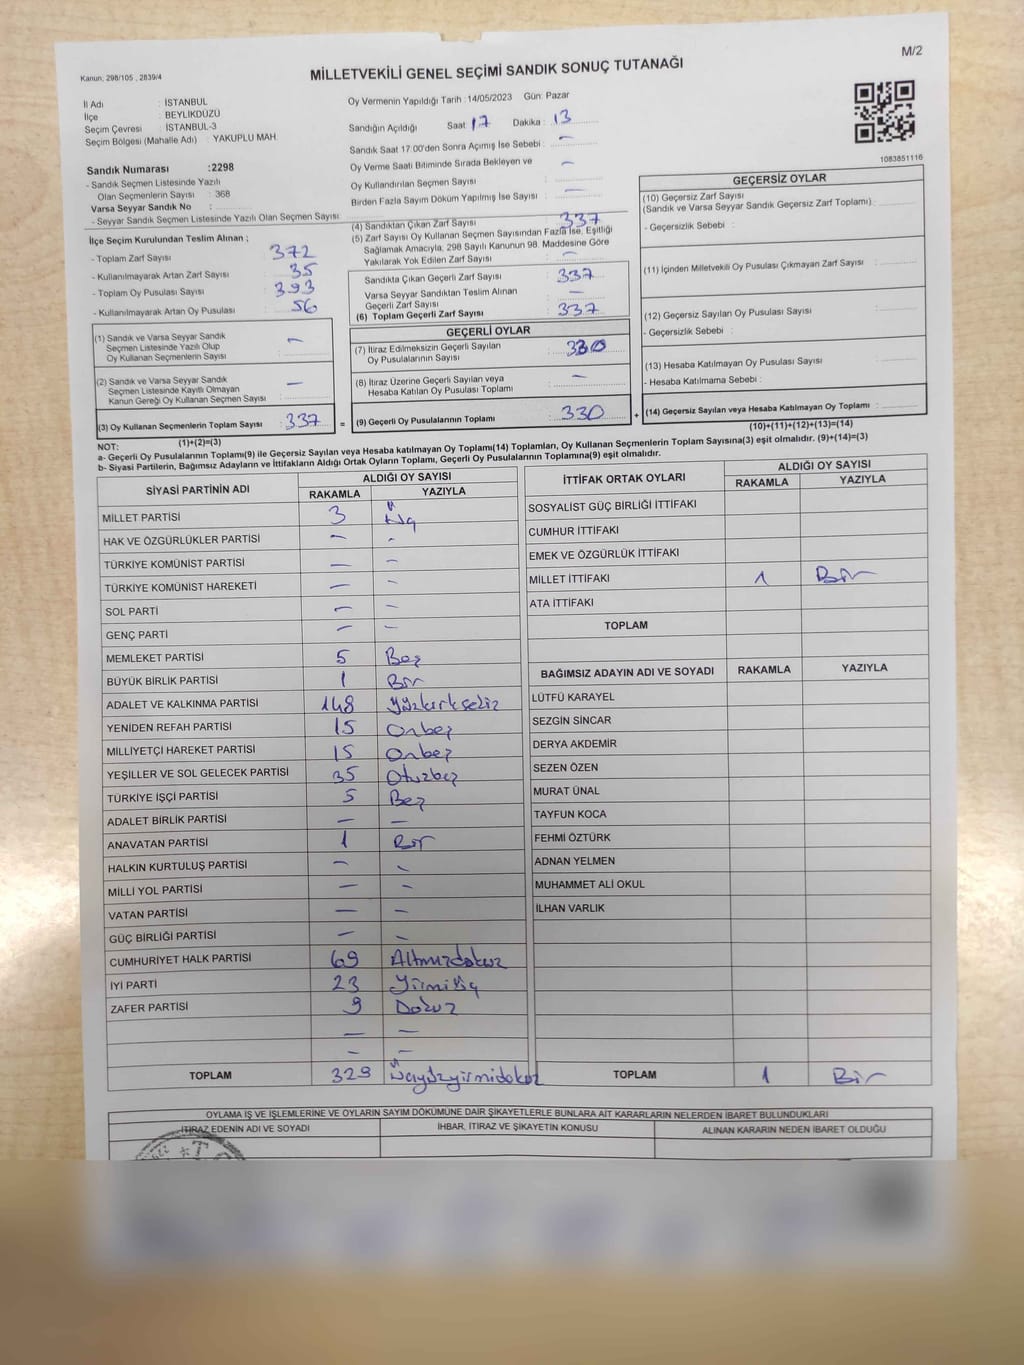 M/2
Kanun: 298/105 , 2839/4
MİLLETVEKİLİ GENEL SEÇİMİ SANDIK SONUÇ TUTANAĞI
İl Adı : İSTANBUL
İlçe : BEYLİKDÜZÜ
Seçim Çevresi : İSTANBUL-3
Seçim Bölgesi (Mahalle Adı) : YAKUPLU MAH.
Sandık Numarası :2298
- Sandık Seçmen Listesinde Yazılı
Olan Seçmenlerin Sayısı : 368
Varsa Seyyar Sandık No :
- Seyyar Sandık Seçmen Listesinde Yazılı Olan Seçmen Sayısı:
Oy Vermenin Yapıldığı Tarih :14/05/2023 Gün: Pazar
Sandığın Açıldığı Saat: 17 Dakika : 13
Sandık Saat 17:00'den Sonra Açımış İse Sebebi : —
Oy Verme Saati Bitiminde Sırada Bekleyen ve
Oy Kullandırılan Seçmen Sayısı : —
Birden Fazla Sayım Döküm Yapılmış İse Sayısı : —
1083851116
İlçe Seçim Kurulundan Teslim Alınan ;
- Toplam Zarf Sayısı : 372
- Kullanılmayarak Artan Zarf Sayısı : 35
- Toplam Oy Pusulası Sayısı : 393
- Kullanılmayarak Artan Oy Pusulası : 56
(1) Sandık ve Varsa Seyyar Sandık
Seçmen Listesinde Yazılı Olup
Oy Kullanan Seçmenlerin Sayısı : —
(2) Sandık ve Varsa Seyyar Sandık
Seçmen Listesinde Kayıtlı Olmayan
Kanun Gereği Oy Kullanan Seçmen Sayısı : —
(3) Oy Kullanan Seçmenlerin Toplam Sayısı : 337 =
(1)+(2)=(3)
(4) Sandıktan Çıkan Zarf Sayısı : 337
(5) Zarf Sayısı Oy Kullanan Seçmen Sayısından Fazla İse, Eşitliği
Sağlamak Amacıyla, 298 Sayılı Kanunun 98. Maddesine Göre
Yakılarak Yok Edilen Zarf Sayısı : —
Sandıkta Çıkan Geçerli Zarf Sayısı : 337
Varsa Seyyar Sandıktan Teslim Alınan
Geçerli Zarf Sayısı : —
(6) Toplam Geçerli Zarf Sayısı : 337
GEÇERLİ OYLAR
(7) İtiraz Edilmeksizin Geçerli Sayılan
Oy Pusulalarının Sayısı : 330
(8) İtiraz Üzerine Geçerli Sayılan veya
Hesaba Katılan Oy Pusulası Toplamı : —
(9) Geçerli Oy Pusulalarının Toplamı : 330 +
GEÇERSİZ OYLAR
(10) Geçersiz Zarf Sayısı
(Sandık ve Varsa Seyyar Sandık Geçersiz Zarf Toplamı) :
- Geçersizlik Sebebi :
(11) İçinden Milletvekili Oy Pusulası Çıkmayan Zarf Sayısı :
(12) Geçersiz Sayılan Oy Pusulası Sayısı :
- Geçersizlik Sebebi :
(13) Hesaba Katılmayan Oy Pusulası Sayısı :
- Hesaba Katılmama Sebebi :
(14) Geçersiz Sayılan veya Hesaba Katılmayan Oy Toplamı :
(10)+(11)+(12)+(13)=(14)
NOT:
a- Geçerli Oy Pusulalarının Toplamı(9) ile Geçersiz Sayılan veya Hesaba katılmayan Oy Toplamı(14) Toplamları, Oy Kullanan Seçmenlerin Toplam Sayısına(3) eşit olmalıdır. (9)+(14)=(3)
b- Siyasi Partilerin, Bağımsız Adayların ve İttifakların Aldığı Ortak Oyların Toplamı, Geçerli Oy Pusulalarının Toplamına(9) eşit olmalıdır.
SİYASİ PARTİNİN ADI ALDIĞI OY SAYISI
RAKAMLA YAZIYLA
MİLLET PARTİSİ 3 Üç
HAK VE ÖZGÜRLÜKLER PARTİSİ — —
TÜRKİYE KOMÜNİST PARTİSİ — —
TÜRKİYE KOMÜNİST HAREKETİ — —
SOL PARTİ — —
GENÇ PARTİ — —
MEMLEKET PARTİSİ 5 Beş
BÜYÜK BİRLİK PARTİSİ 1 Bir
ADALET VE KALKINMA PARTİSİ 148 Yüzkırksekiz
YENİDEN REFAH PARTİSİ 15 Onbeş
MİLLİYETÇİ HAREKET PARTİSİ 15 Onbeş
YEŞİLLER VE SOL GELECEK PARTİSİ 35 Otuzbeş
TÜRKİYE İŞÇİ PARTİSİ 5 Beş
ADALET BİRLİK PARTİSİ — —
ANAVATAN PARTİSİ 1 Bir
HALKIN KURTULUŞ PARTİSİ — —
MİLLİ YOL PARTİSİ — —
VATAN PARTİSİ — —
GÜÇ BİRLİĞİ PARTİSİ — —
CUMHURİYET HALK PARTİSİ 69 Altmışdokuz
İYİ PARTİ 23 Yirmiüç
ZAFER PARTİSİ 9 Dokuz
— —
— —
TOPLAM 329 Üçyüzyirmidokuz
İTTİFAK ORTAK OYLARI ALDIĞI OY SAYISI
RAKAMLA YAZIYLA
SOSYALİST GÜÇ BİRLİĞİ İTTİFAKI
CUMHUR İTTİFAKI
EMEK VE ÖZGÜRLÜK İTTİFAKI
MİLLET İTTİFAKI 1 Bir
ATA İTTİFAKI
TOPLAM
BAĞIMSIZ ADAYIN ADI VE SOYADI RAKAMLA YAZIYLA
LÜTFÜ KARAYEL
SEZGİN SİNCAR
DERYA AKDEMİR
SEZEN ÖZEN
MURAT ÜNAL
TAYFUN KOCA
FEHMİ ÖZTÜRK
ADNAN YELMEN
MUHAMMET ALİ OKUL
İLHAN VARLIK
TOPLAM 1 Bir
OYLAMA İŞ VE İŞLEMLERİNE VE OYLARIN SAYIM DÖKÜMÜNE DAİR ŞİKAYETLERLE BUNLARA AİT KARARLARIN NELERDEN İBARET BULUNDUKLARI
İTİRAZ EDENİN ADI VE SOYADI İHBAR, İTİRAZ VE ŞİKAYETİN KONUSU ALINAN KARARIN NEDEN İBARET OLDUĞU